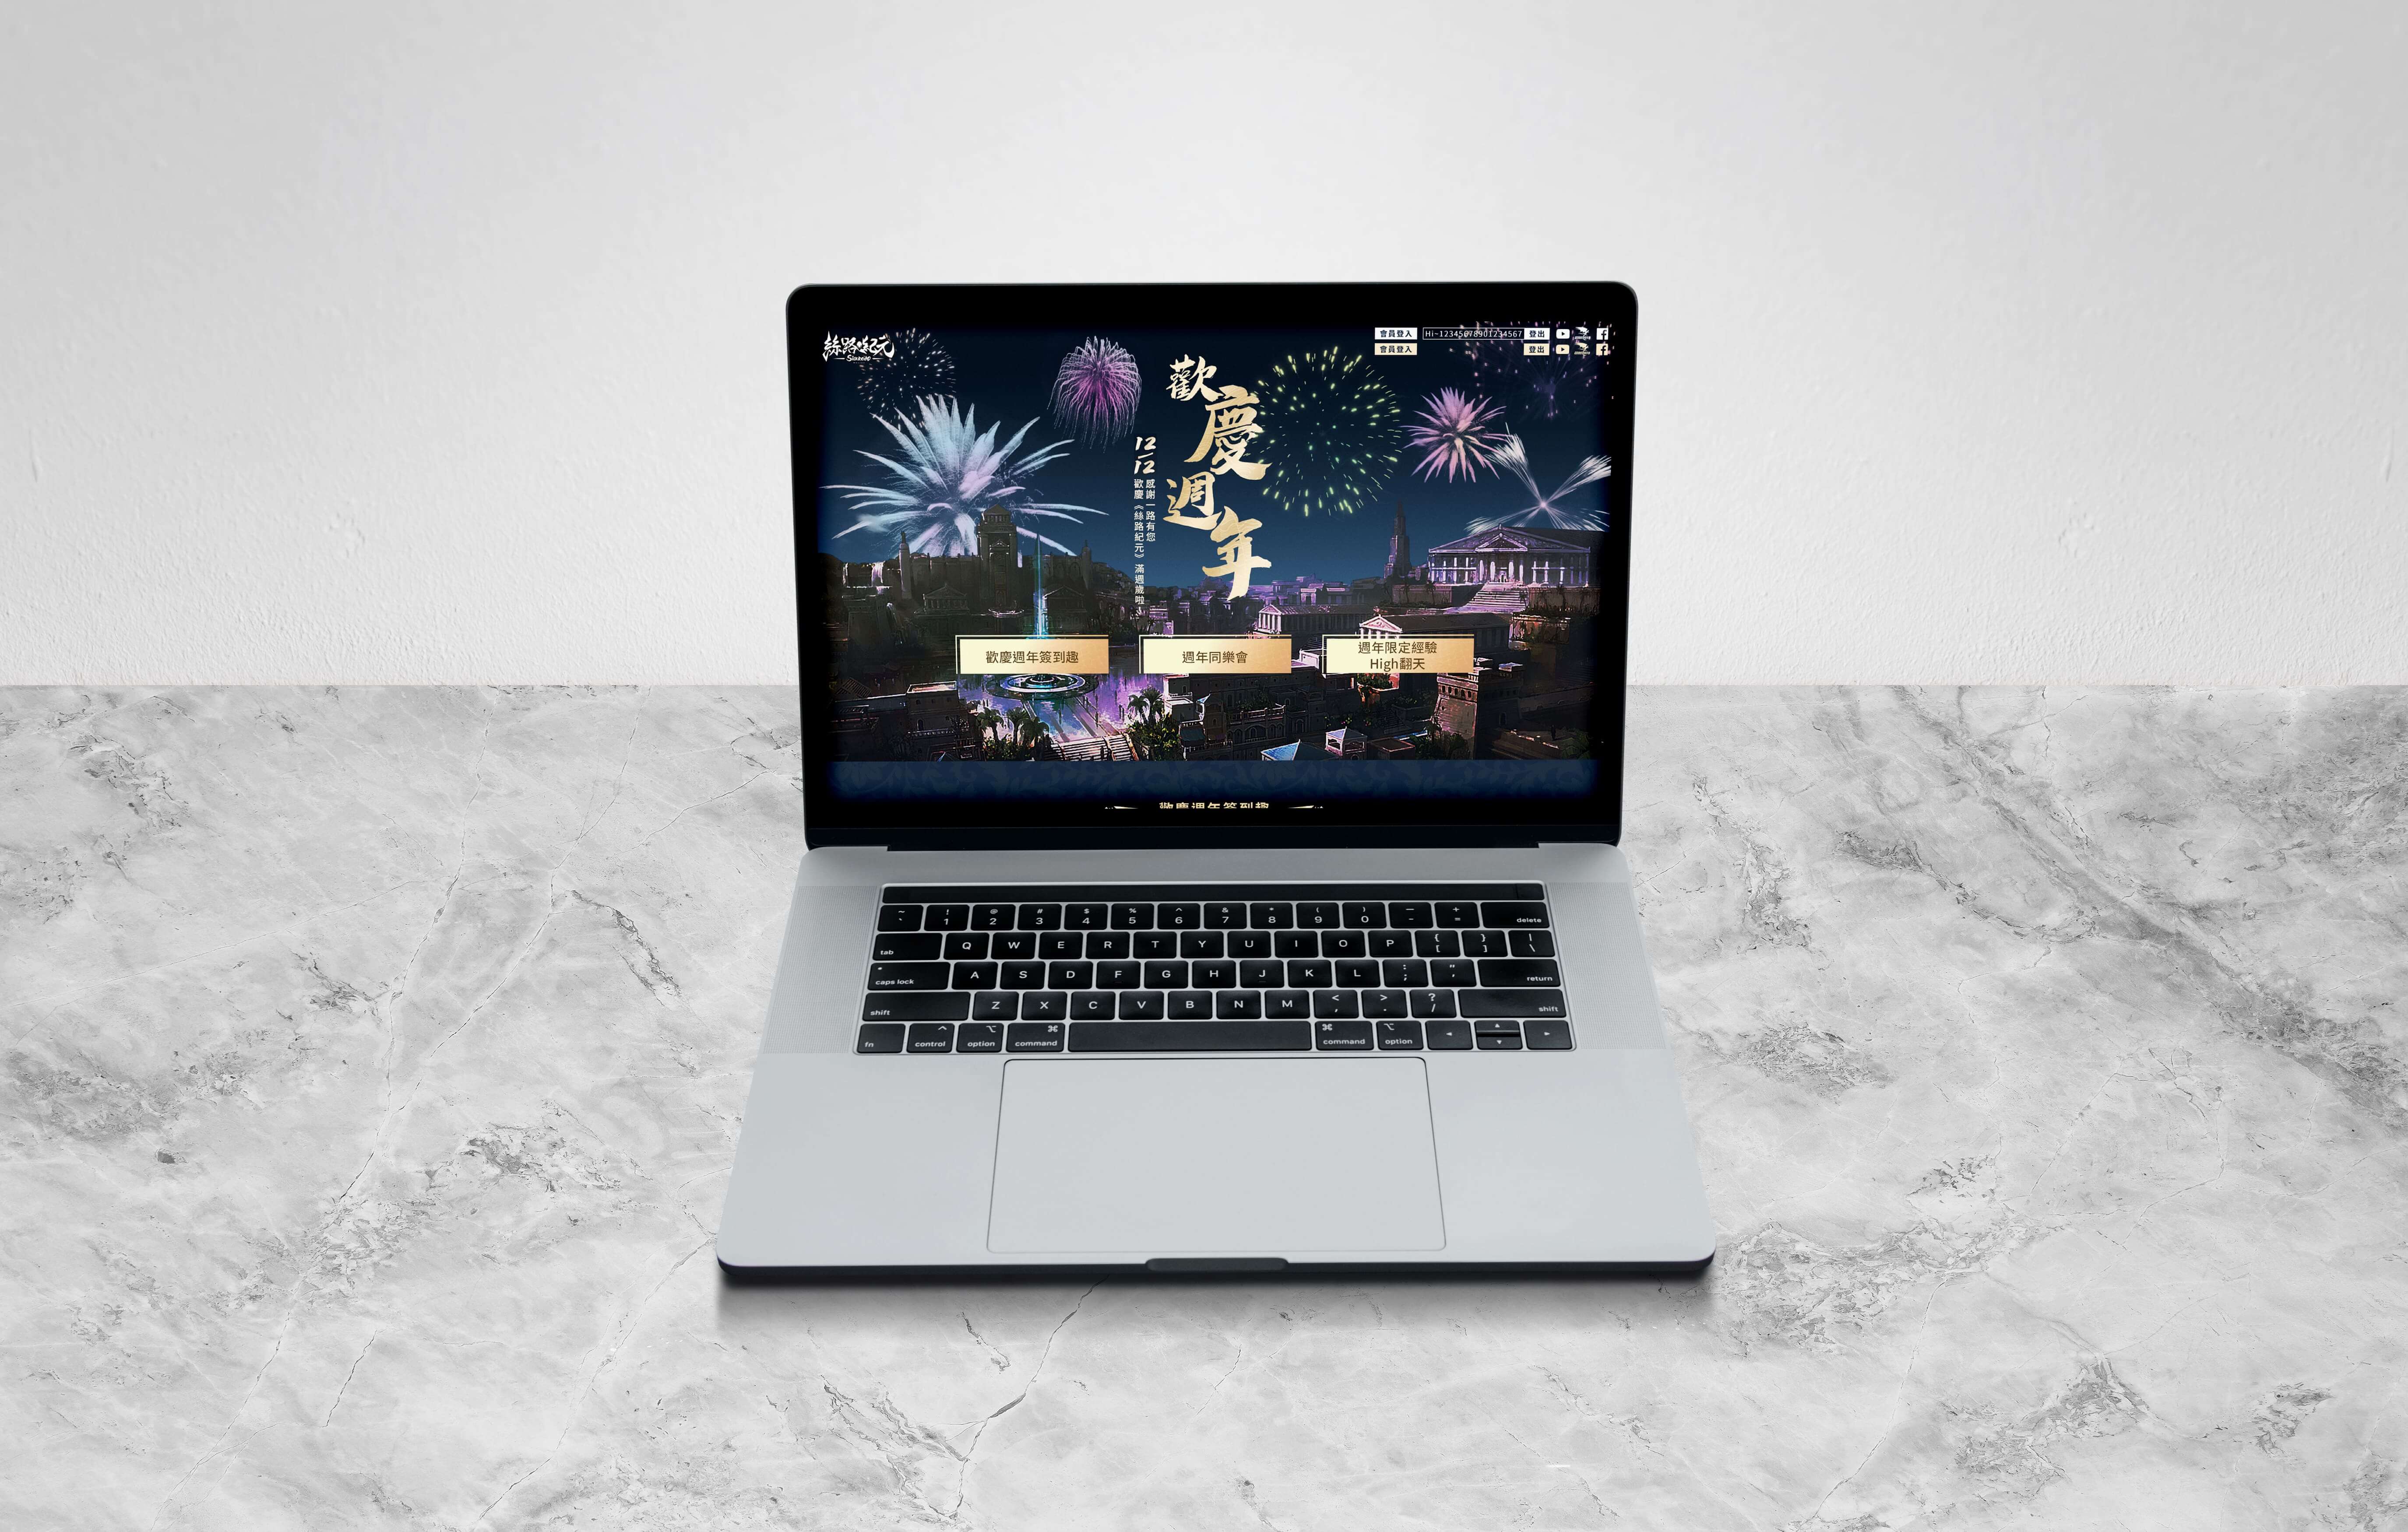 絲路紀元
會員登入 Hi~12345678901234567 登出
會員登入 登出
歡慶週年
12
12
感謝一路有您
歡慶《絲路紀元》滿週歲啦
歡慶週年簽到趣
週年同樂會
週年限定經驗
High翻天
歡慶週年簽到趣
~ ! @ # $ % ^ & * ( ) — +
` 1 2 3 4 5 6 7 8 9 0 - = delete
tab Q W E R T Y U I O P { [ } ] | \
caps lock A S D F G H J K L : ; " ' return
shift Z X C V B N M < , > . ? / shift
fn control option command command option